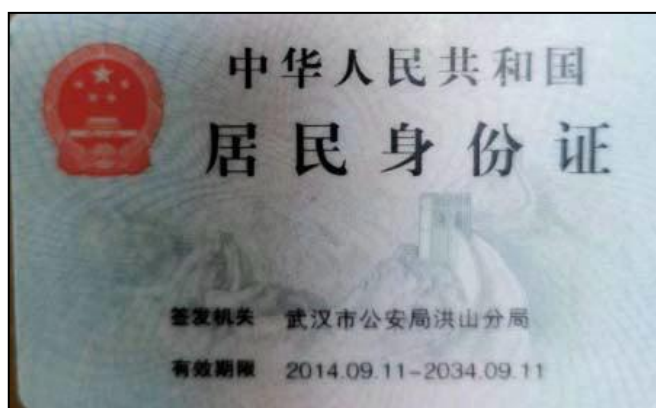 中华人民共和国
居民身份证
签发机关 武汉市公安局洪山分局
有效期限 2014.09.11-2034.09.11